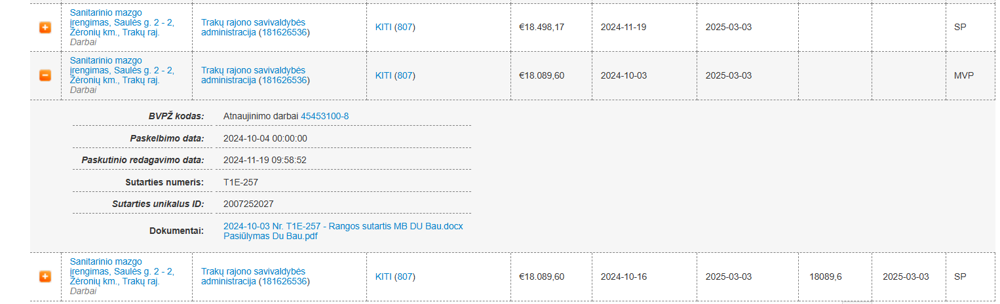 Sanitarinio mazgo
įrengimas, Saulės g. 2 - 2,
Žėronių km., Trakų raj.
Darbai
Trakų rajono savivaldybės
administracija (181626536)
KITI (807)
€18.498,17
2024-11-19
2025-03-03
SP
Sanitarinio mazgo
įrengimas, Saulės g. 2 - 2,
Žėronių km., Trakų raj.
Darbai
Trakų rajono savivaldybės
administracija (181626536)
KITI (807)
€18.089,60
2024-10-03
2025-03-03
MVP
BVPŽ kodas: Atnaujinimo darbai 45453100-8
Paskelbimo data: 2024-10-04 00:00:00
Paskutinio redagavimo data: 2024-11-19 09:58:52
Sutarties numeris: T1E-257
Sutarties unikalus ID: 2007252027
Dokumentai: 2024-10-03 Nr. T1E-257 - Rangos sutartis MB DU Bau.docx
Pasiūlymas Du Bau.pdf
Sanitarinio mazgo
įrengimas, Saulės g. 2 - 2,
Žėronių km., Trakų raj.
Darbai
Trakų rajono savivaldybės
administracija (181626536)
KITI (807)
€18.089,60
2024-10-16
2025-03-03
18089,6
2025-03-03
SP